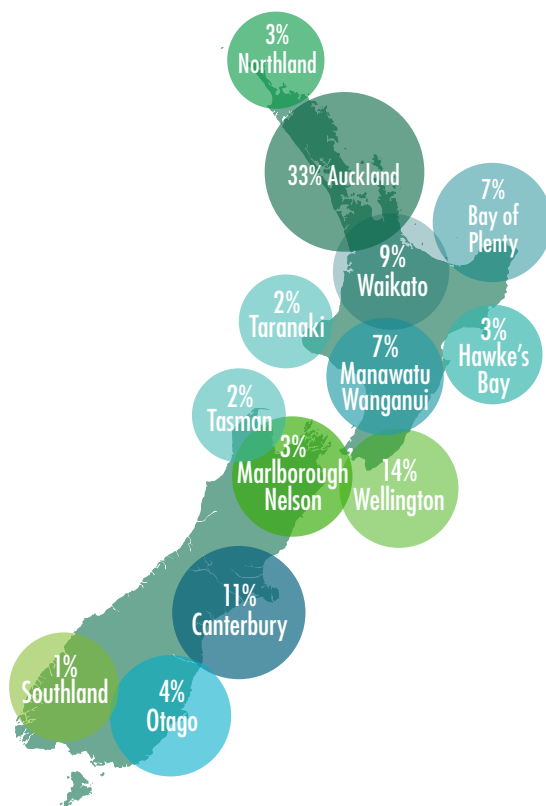 3%
Northland
33% Auckland
7%
Bay of
Plenty
9%
Waikato
2%
Taranaki
3%
Hawke's
Bay
7%
Manawatu
Wanganui
2%
Tasman
3%
Marlborough
Nelson
14%
Wellington
11%
Canterbury
1%
Southland
4%
Otago